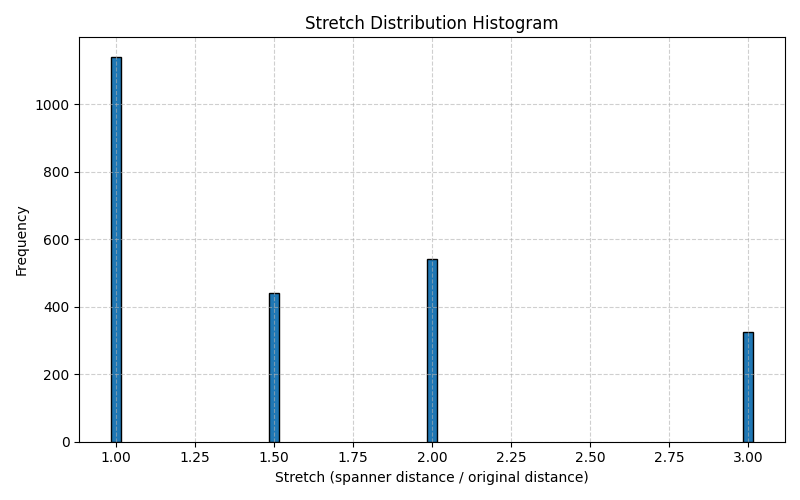 Stretch Distribution Histogram
Frequency
1000
800
600
400
200
0
1.00 1.25 1.50 1.75 2.00 2.25 2.50 2.75 3.00
Stretch (spanner distance / original distance)